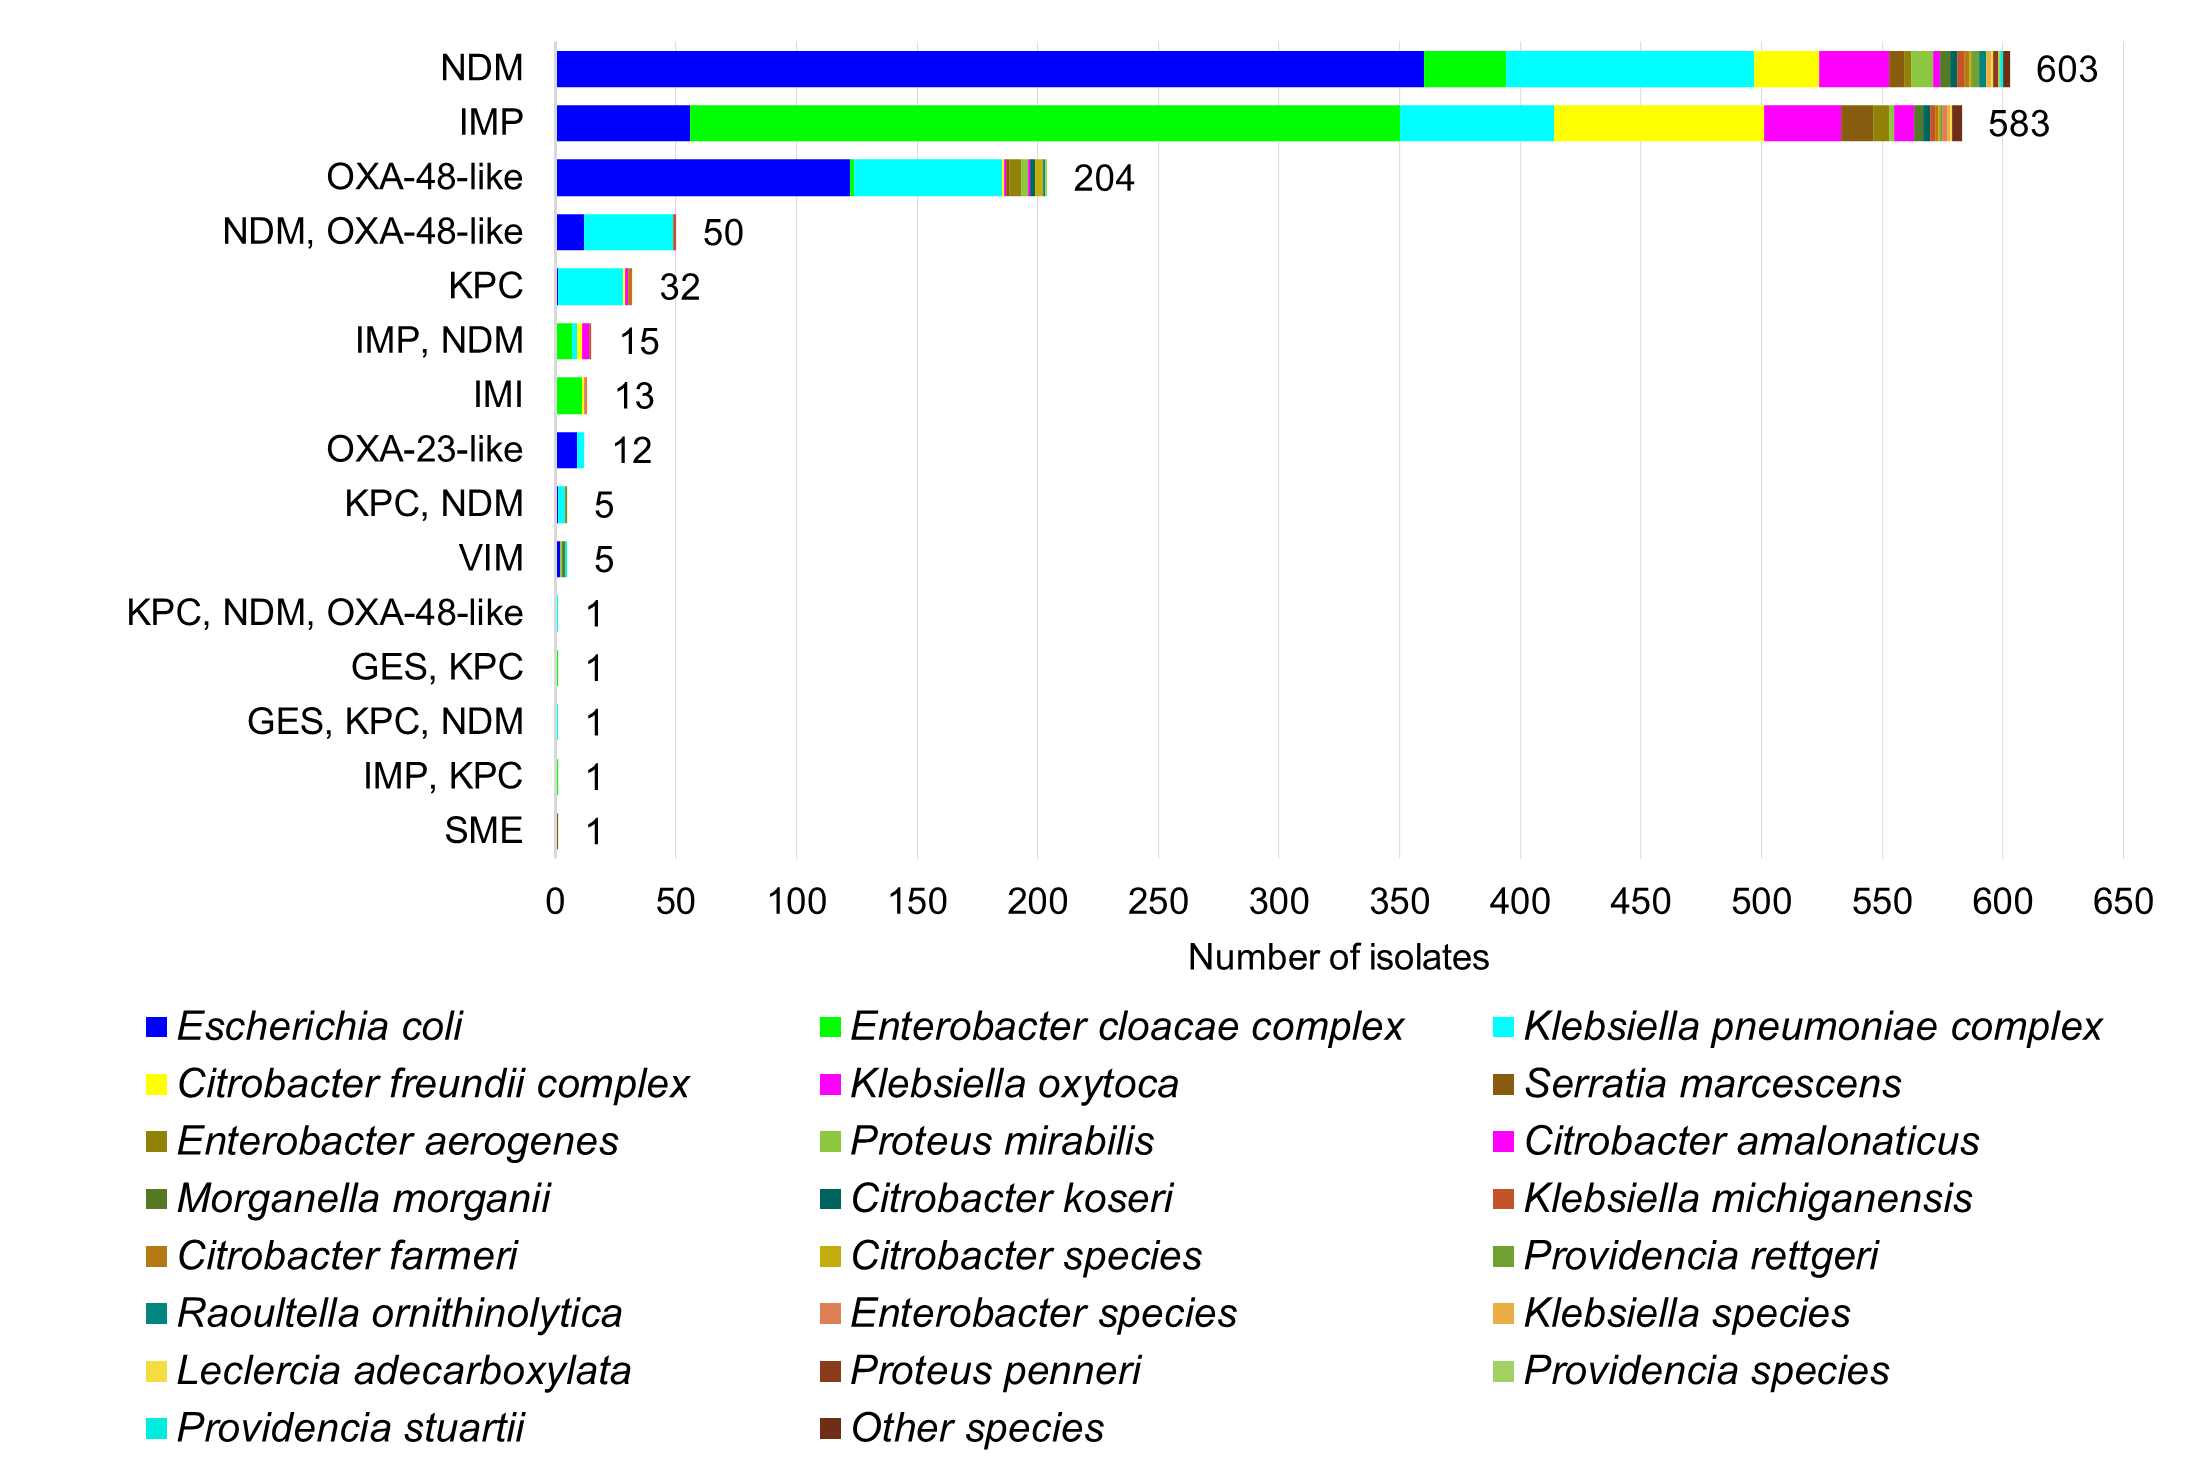 NDM 603
IMP 583
OXA-48-like 204
NDM, OXA-48-like 50
KPC 32
IMP, NDM 15
IMI 13
OXA-23-like 12
KPC, NDM 5
VIM 5
KPC, NDM, OXA-48-like 1
GES, KPC 1
GES, KPC, NDM 1
IMP, KPC 1
SME 1
0 50 100 150 200 250 300 350 400 450 500 550 600 650
Number of isolates
Escherichia coli Enterobacter cloacae complex Klebsiella pneumoniae complex
Citrobacter freundii complex Klebsiella oxytoca Serratia marcescens
Enterobacter aerogenes Proteus mirabilis Citrobacter amalonaticus
Morganella morganii Citrobacter koseri Klebsiella michiganensis
Citrobacter farmeri Citrobacter species Providencia rettgeri
Raoultella ornithinolytica Enterobacter species Klebsiella species
Leclercia adecarboxylata Proteus penneri Providencia species
Providencia stuartii Other species